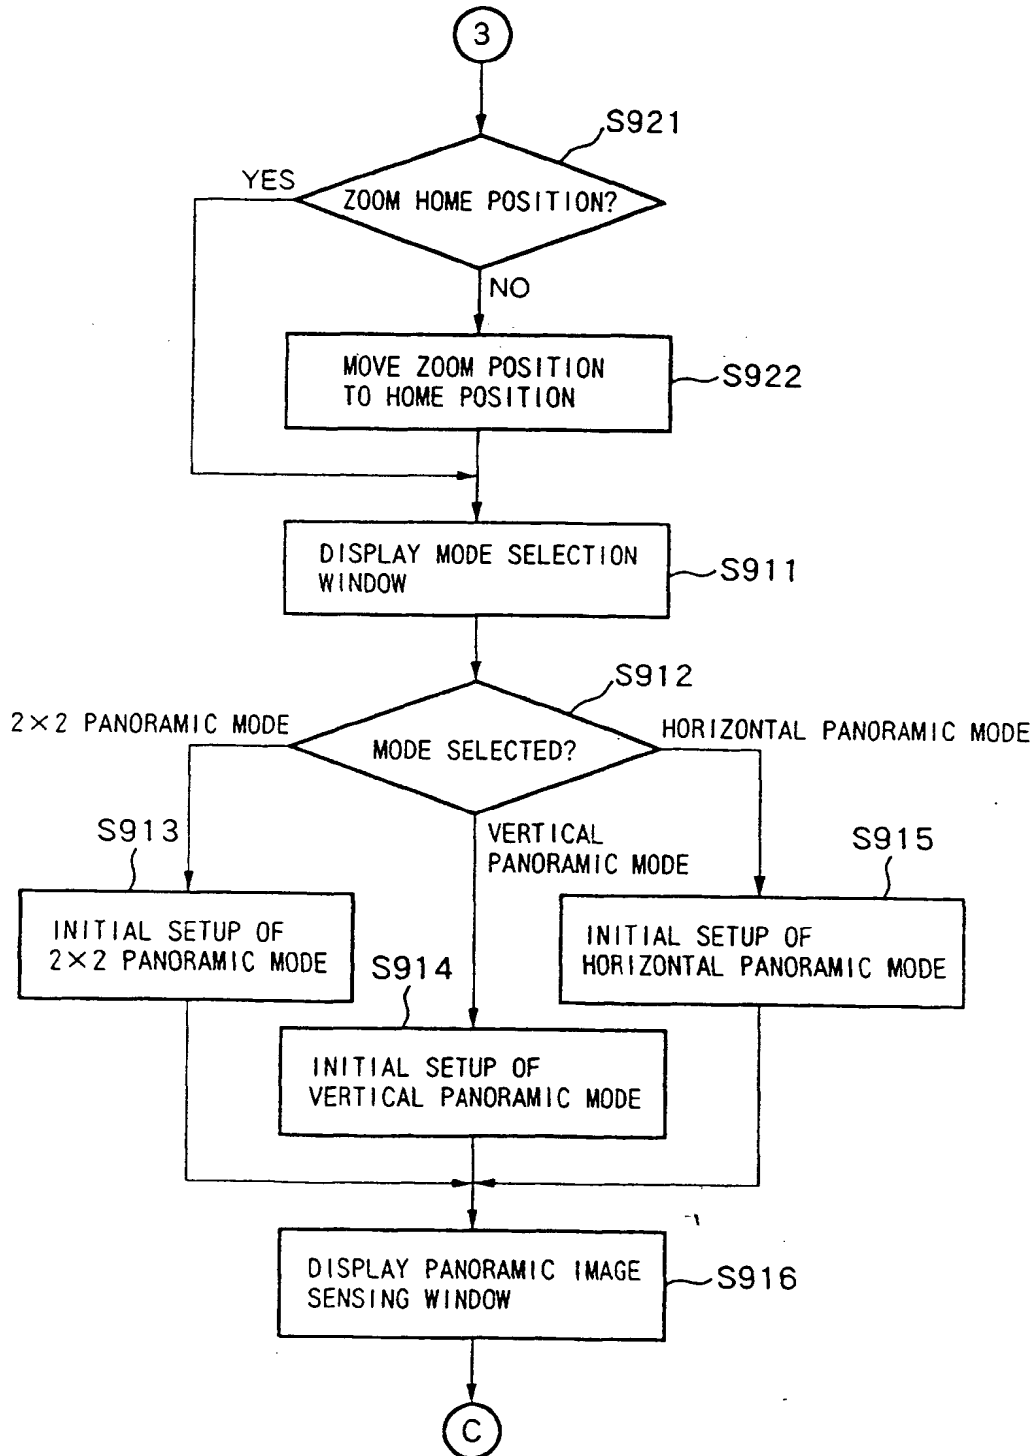 3
S921
YES
ZOOM HOME POSITION?
NO
MOVE ZOOM POSITION
TO HOME POSITION
S922
DISPLAY MODE SELECTION
WINDOW
S911
S912
2×2 PANORAMIC MODE
MODE SELECTED?
HORIZONTAL PANORAMIC MODE
VERTICAL
PANORAMIC MODE
S913
S915
INITIAL SETUP OF
2×2 PANORAMIC MODE
S914
INITIAL SETUP OF
HORIZONTAL PANORAMIC MODE
INITIAL SETUP OF
VERTICAL PANORAMIC MODE
DISPLAY PANORAMIC IMAGE
SENSING WINDOW
S916
C